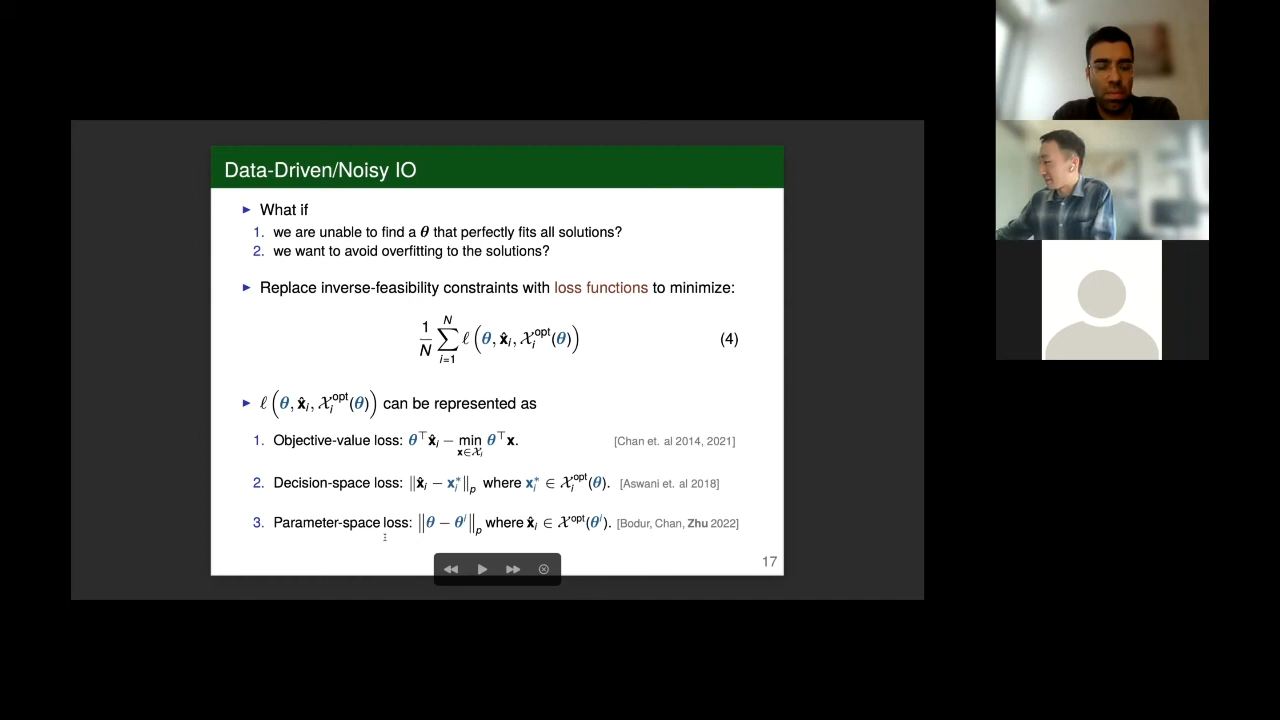 Data-Driven/Noisy IO
► What if
1. we are unable to find a θ that perfectly fits all solutions?
2. we want to avoid overfitting to the solutions?
► Replace inverse-feasibility constraints with loss functions to minimize:
1/N ∑_{i=1}^{N} ℓ(θ, x̂_i, 𝒳_i^opt(θ)) (4)
► ℓ(θ, x̂_i, 𝒳_i^opt(θ)) can be represented as
1. Objective-value loss: θ^⊤x̂_i − min_{x∈𝒳_i} θ^⊤x. [Chan et. al 2014, 2021]
2. Decision-space loss: ‖x̂_i − x_i^*‖_p where x_i^* ∈ 𝒳_i^opt(θ). [Aswani et. al 2018]
3. Parameter-space loss: ‖θ − θ^i‖_p where x̂_i ∈ 𝒳^opt(θ^i). [Bodur, Chan, Zhu 2022]
17